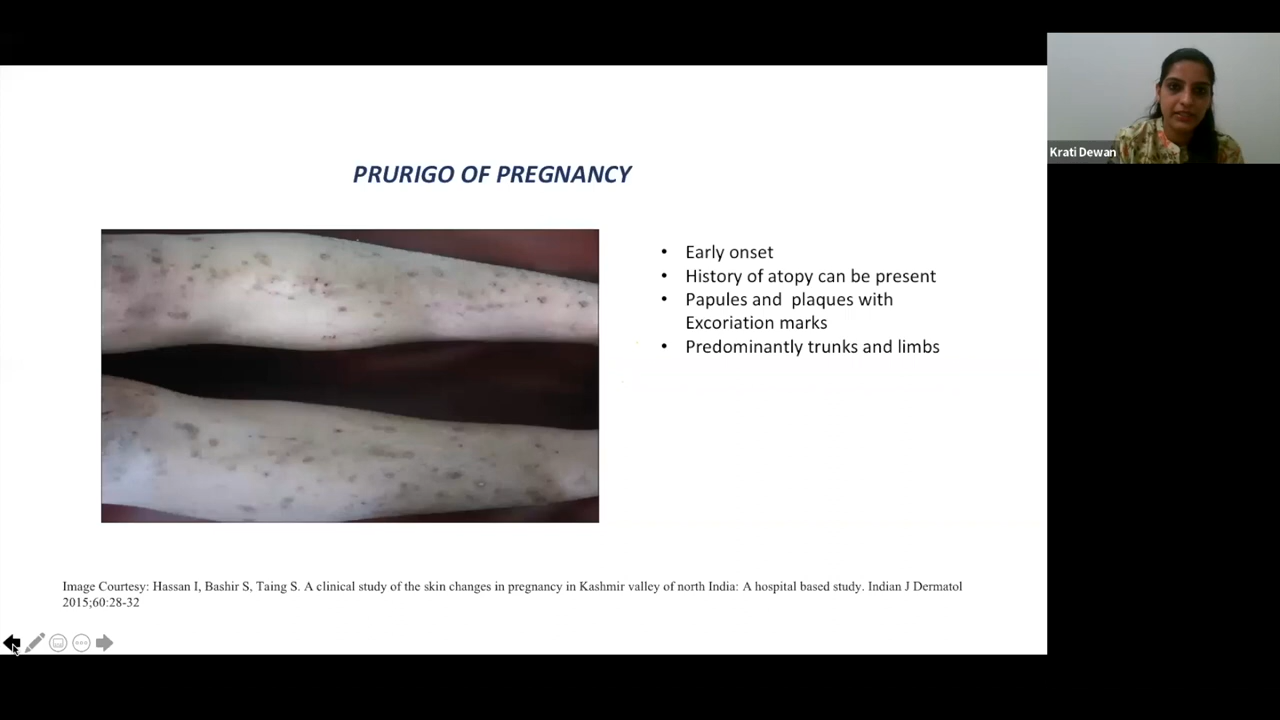 PRURIGO OF PREGNANCY
• Early onset
• History of atopy can be present
• Papules and plaques with
Excoriation marks
• Predominantly trunks and limbs
Image Courtesy: Hassan I, Bashir S, Taing S. A clinical study of the skin changes in pregnancy in Kashmir valley of north India: A hospital based study. Indian J Dermatol
2015;60:28-32
Krati Dewan